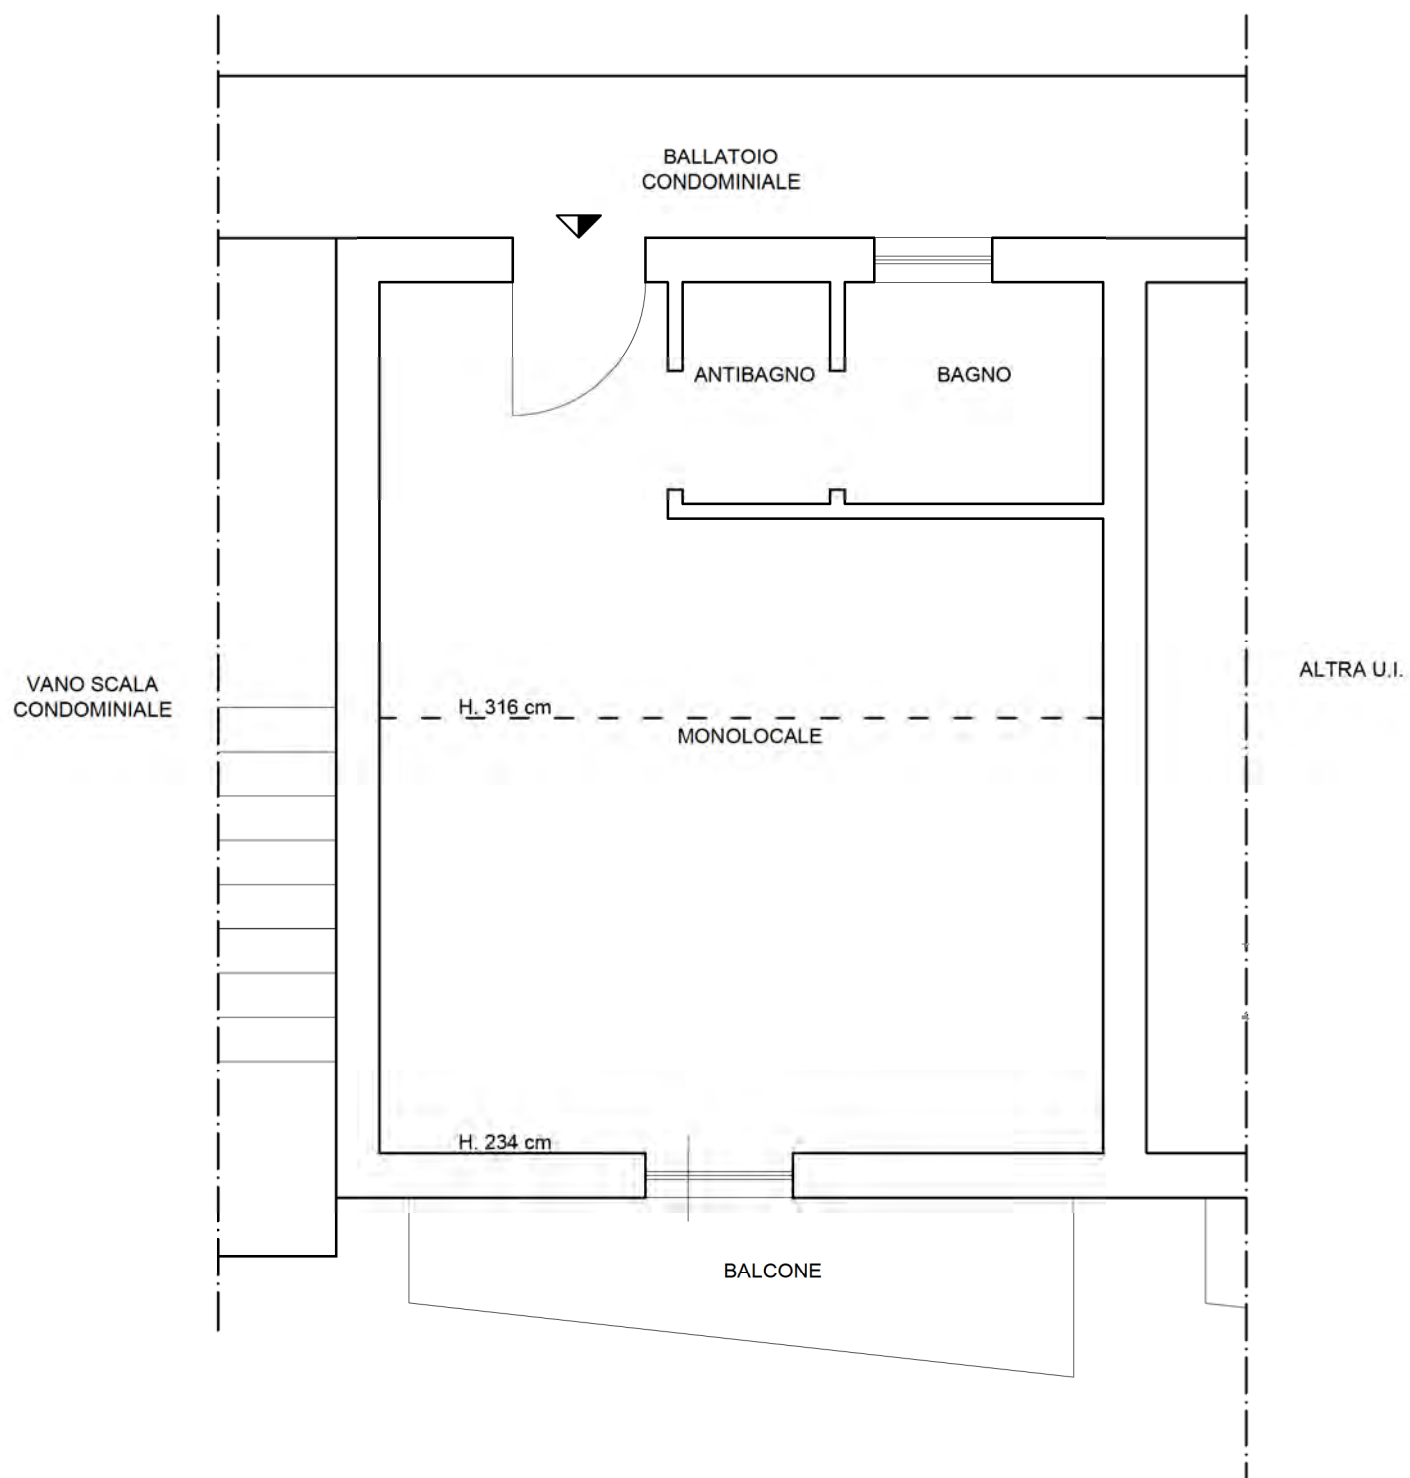 BALLATOIO
CONDOMINIALE
ANTIBAGNO
BAGNO
VANO SCALA
CONDOMINIALE
ALTRA U.I.
H. 316 cm
MONOLOCALE
H. 234 cm
BALCONE